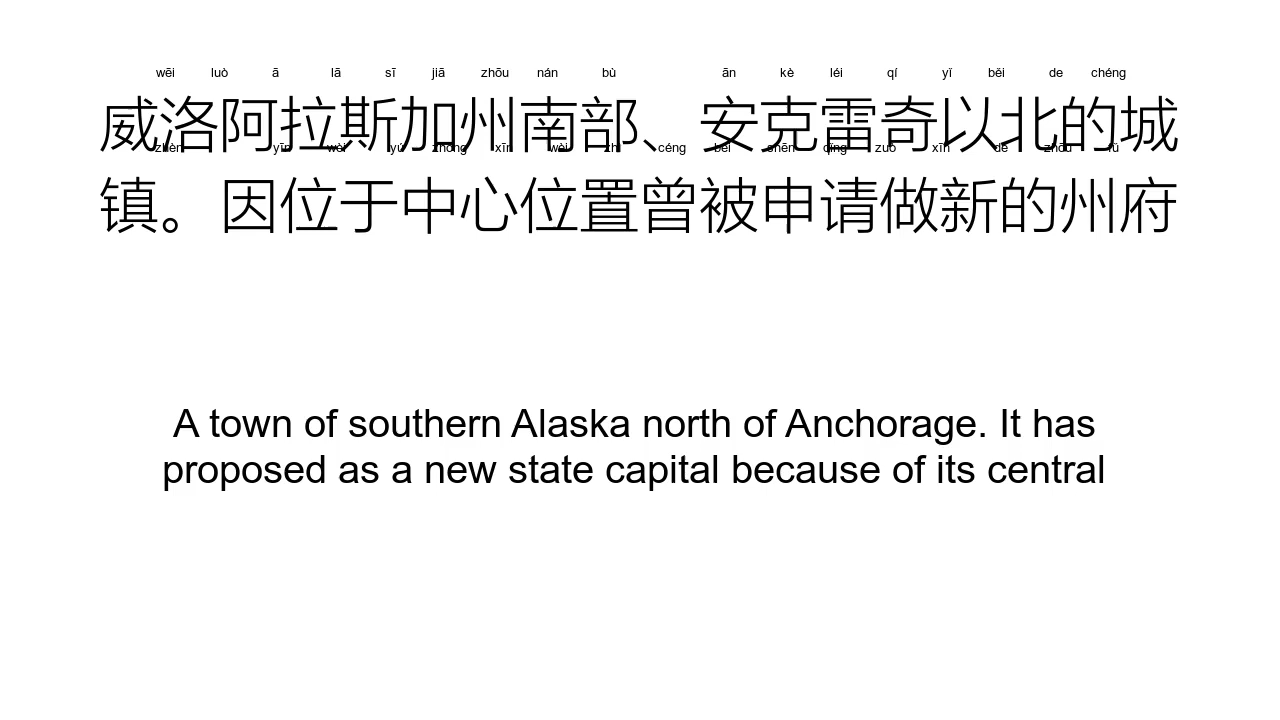 wēi luò ā lā sī jiā zhōu nán bù ān kè léi qí yǐ běi de chéng
威洛阿拉斯加州南部、安克雷奇以北的城
zhèn yīn wèi yú zhōng xīn wèi zhì céng bèi shēn qǐng zuò xīn de zhōu fǔ
镇。因位于中心位置曾被申请做新的州府
A town of southern Alaska north of Anchorage. It has
proposed as a new state capital because of its central